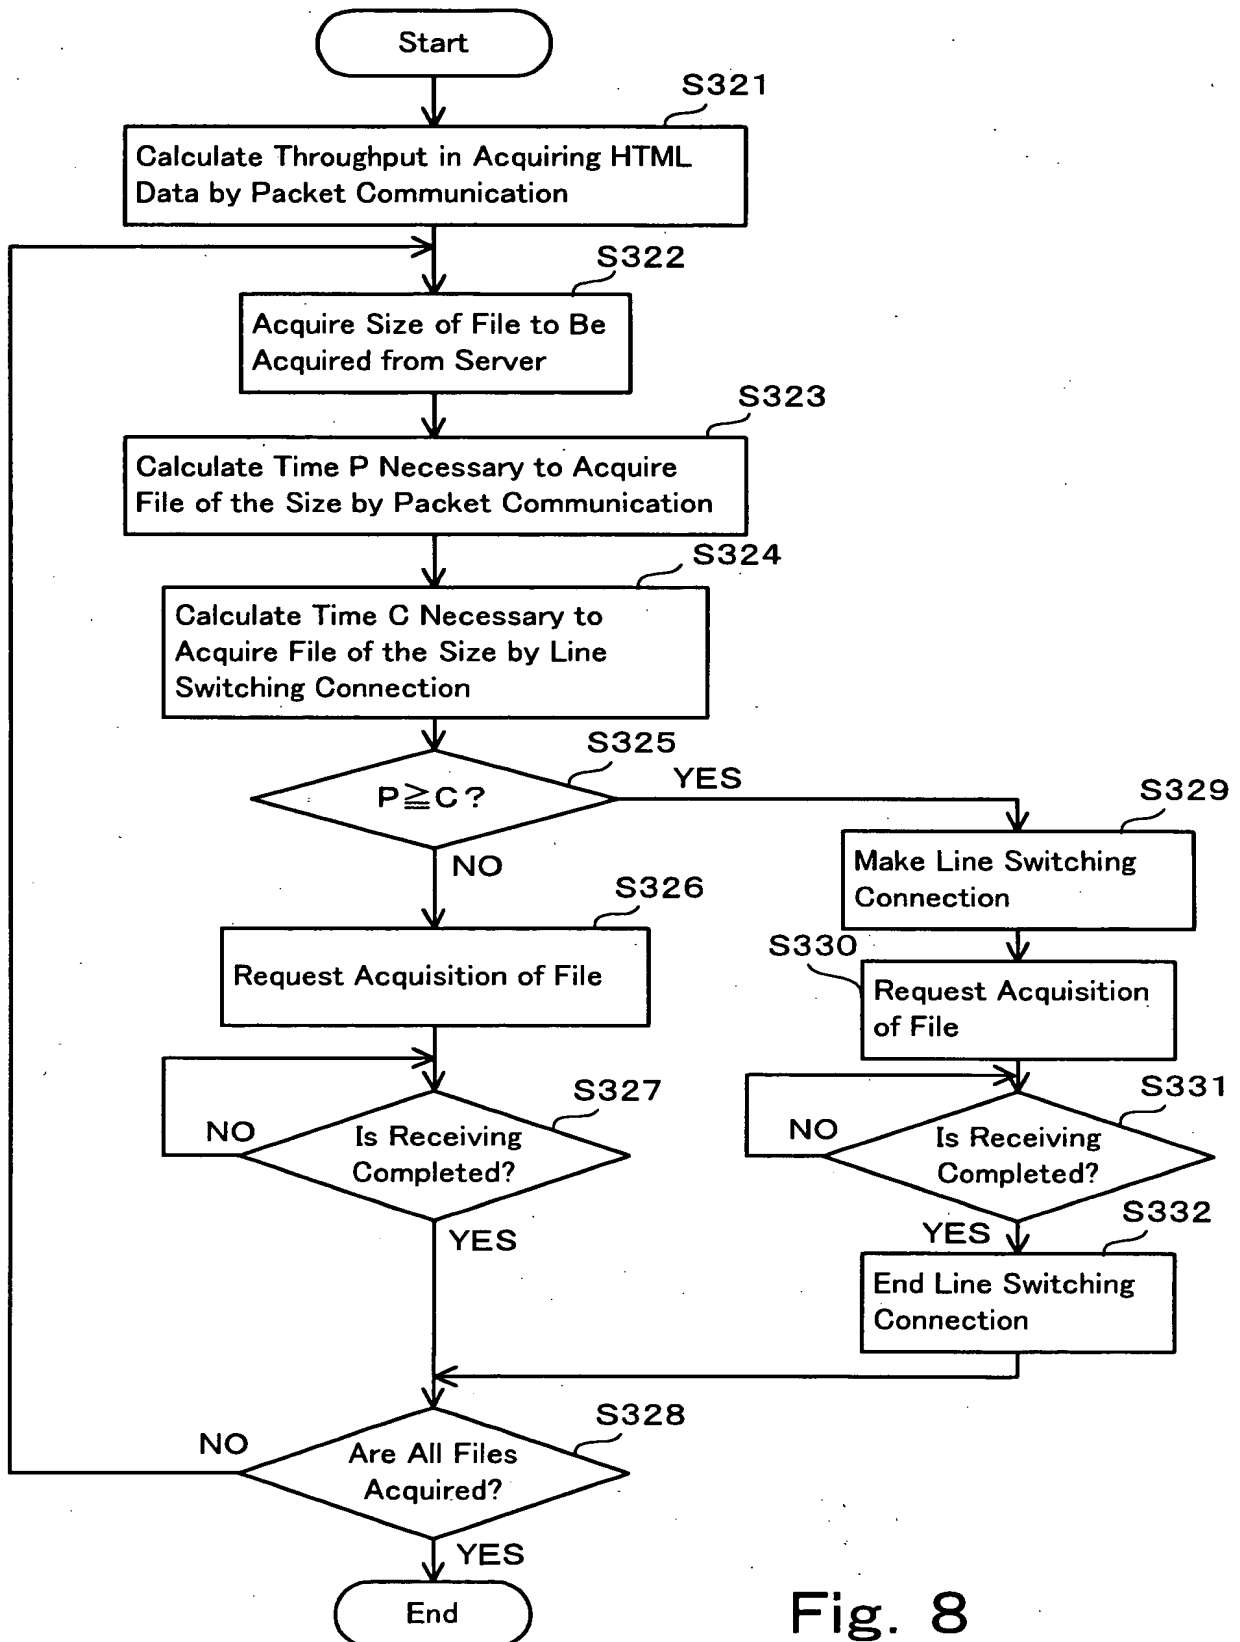 Start
S321
Calculate Throughput in Acquiring HTML
Data by Packet Communication
S322
Acquire Size of File to Be
Acquired from Server
S323
Calculate Time P Necessary to Acquire
File of the Size by Packet Communication
S324
Calculate Time C Necessary to
Acquire File of the Size by Line
Switching Connection
S325
P≧C?
YES
NO
S329
Make Line Switching
Connection
S326
Request Acquisition of File
S330
Request Acquisition
of File
S327
NO
Is Receiving
Completed?
YES
S331
NO
Is Receiving
Completed?
YES
S332
End Line Switching
Connection
S328
NO
Are All Files
Acquired?
YES
End
Fig. 8